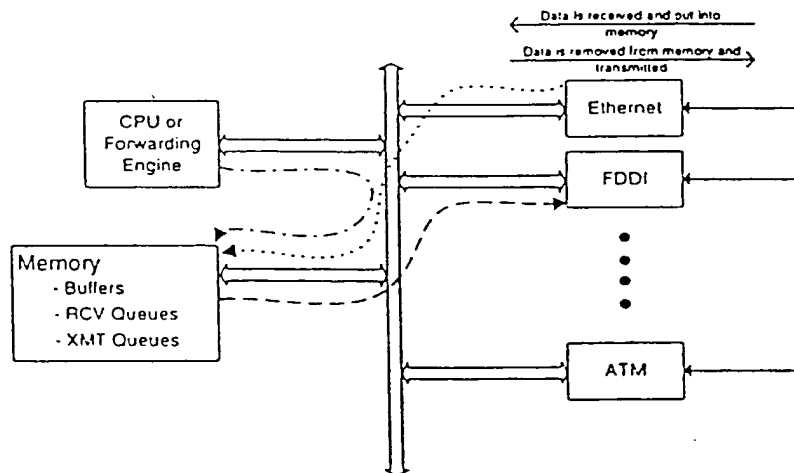 Data is received and put into
memory
Data is removed from memory and
transmitted
Ethernet
CPU or
Forwarding
Engine
FDDI
Memory
- Buffers
- RCV Queues
- XMT Queues
ATM